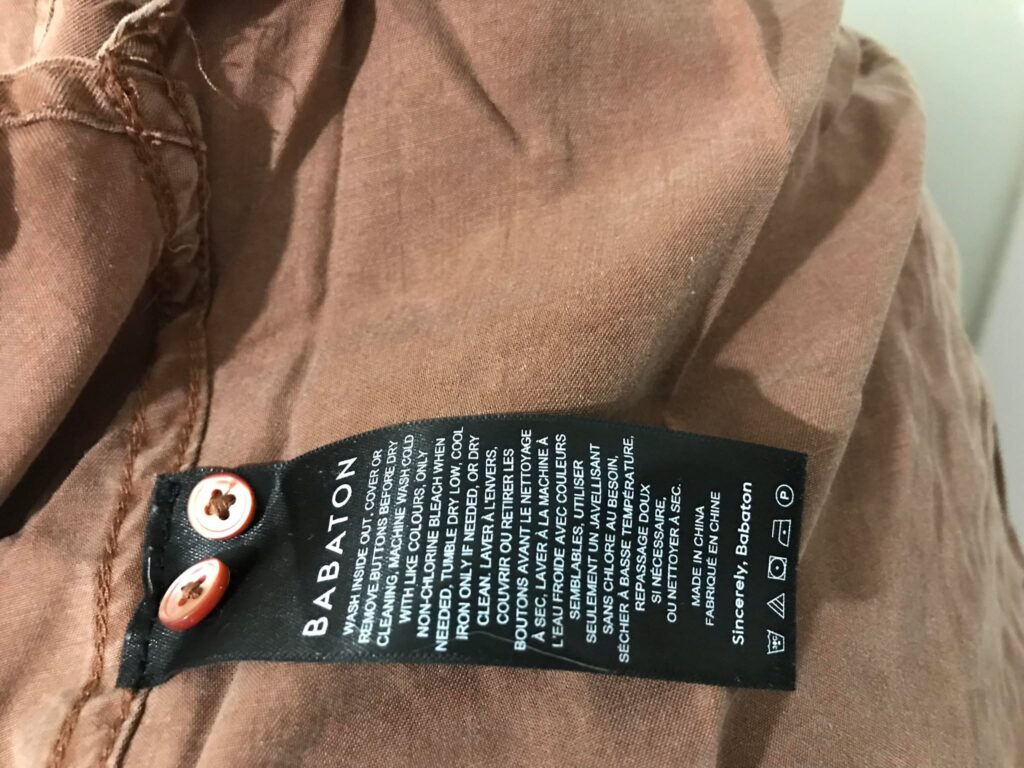 BABATON
WASH INSIDE OUT, COVER OR
REMOVE BUTTONS BEFORE DRY
CLEANING, MACHINE WASH COLD
WITH LIKE COLOURS, ONLY
NON-CHLORINE BLEACH WHEN
NEEDED, TUMBLE DRY LOW, COOL
IRON ONLY IF NEEDED, OR DRY
CLEAN. LAVER À L'ENVERS,
COUVRIR OU RETIRER LES
BOUTONS AVANT LE NETTOYAGE
À SEC, LAVER À LA MACHINE À
L'EAU FROIDE AVEC COULEURS
SEMBLABLES, UTILISER
SEULEMENT UN JAVELLISANT
SANS CHLORE AU BESOIN,
SÉCHER À BASSE TEMPÉRATURE,
REPASSAGE DOUX
SI NÉCESSAIRE,
OU NETTOYER À SEC.
MADE IN CHINA
FABRIQUÉ EN CHINE
Sincerely, Babaton
P